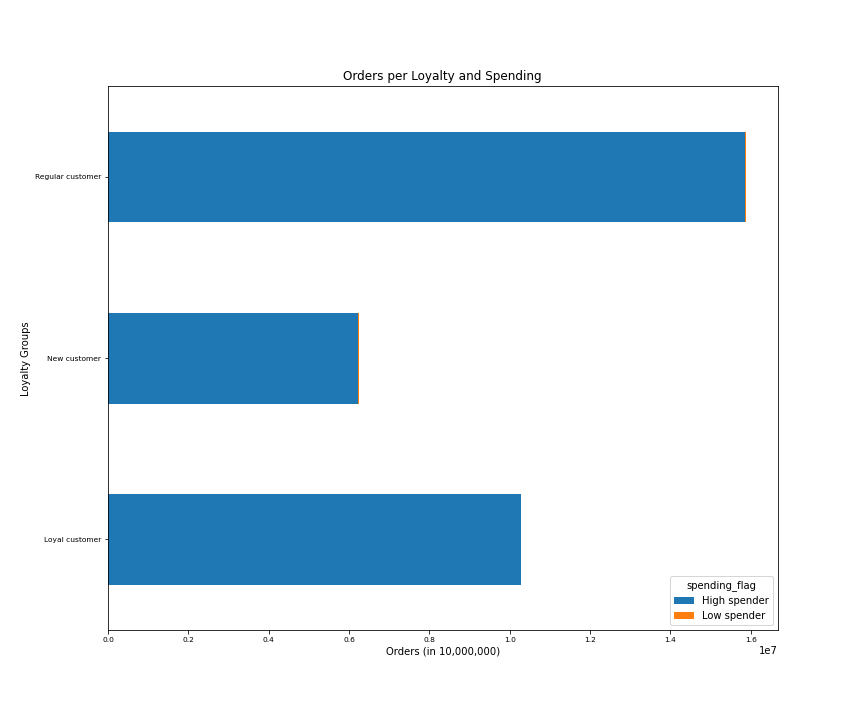 Orders per Loyalty and Spending
Regular customer
New customer
Loyal customer
Loyalty Groups
spending_flag
High spender
Low spender
0.0 0.2 0.4 0.6 0.8 1.0 1.2 1.4 1.6
Orders (in 10,000,000)
1e7